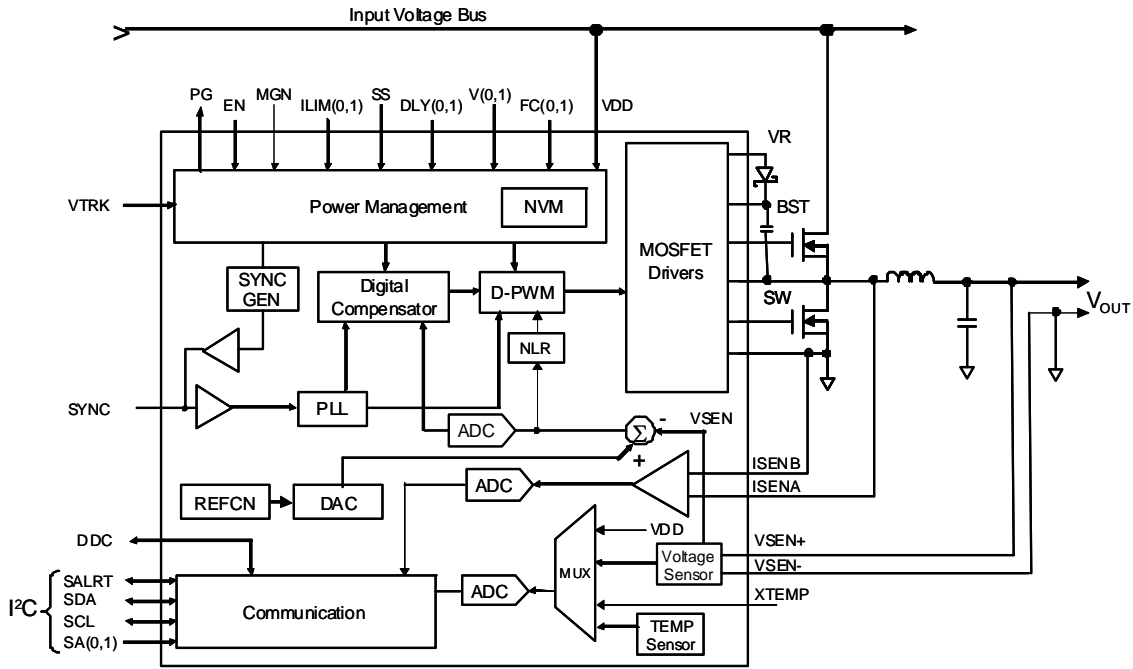 Input Voltage Bus
PG
EN
MGN
ILIM(0,1)
SS
DLY(0,1)
V(0,1)
FC(0,1)
VDD
VR
VTRK
Power Management
NVM
BST
MOSFET
Drivers
SYNC
GEN
Digital
Compensator
D-PWM
SW
VOUT
NLR
SYNC
PLL
ADC
VSEN
Σ
-
+
ISENB
ISENA
REFCN
DAC
ADC
VDD
DDC
MUX
Voltage
Sensor
VSEN+
VSEN-
I²C
SALRT
SDA
SCL
SA(0,1)
Communication
ADC
XTEMP
TEMP
Sensor